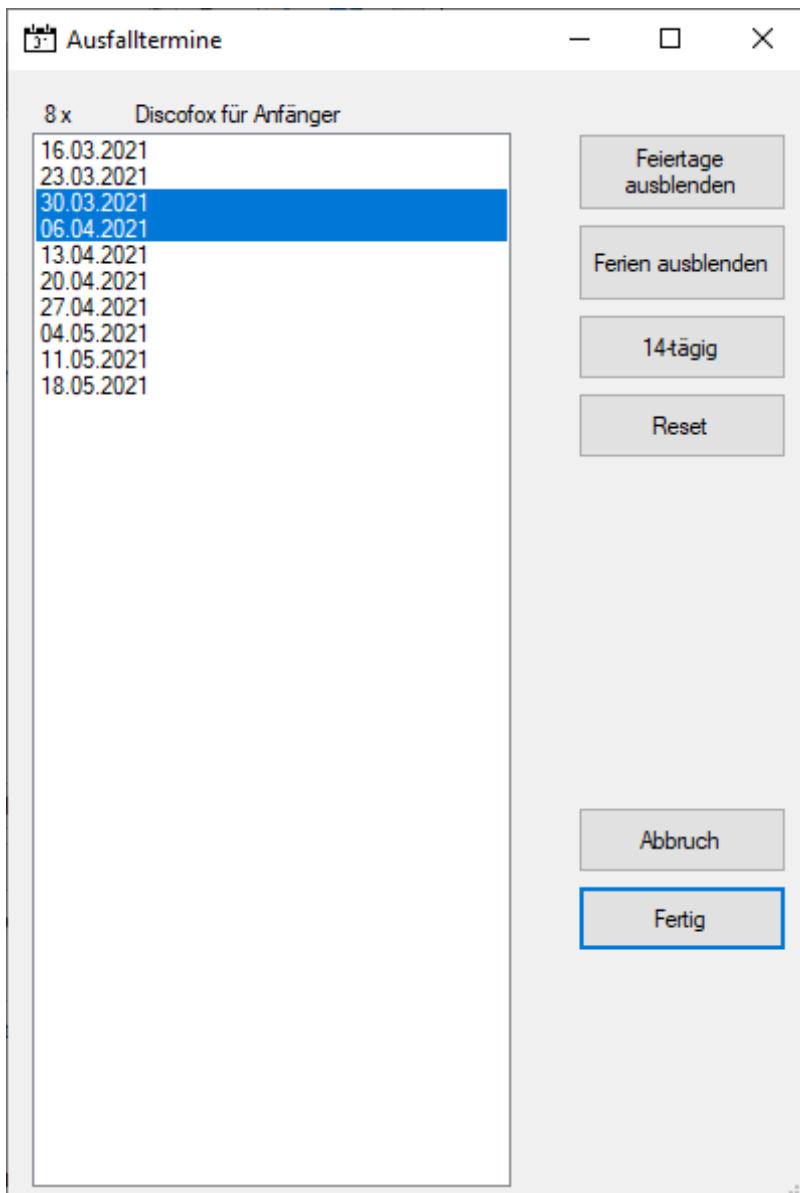 Ausfalltermine
8 x Discofox für Anfänger
16.03.2021
23.03.2021
30.03.2021
06.04.2021
13.04.2021
20.04.2021
27.04.2021
04.05.2021
11.05.2021
18.05.2021
Feiertage
ausblenden
Ferien ausblenden
14-tägig
Reset
Abbruch
Fertig